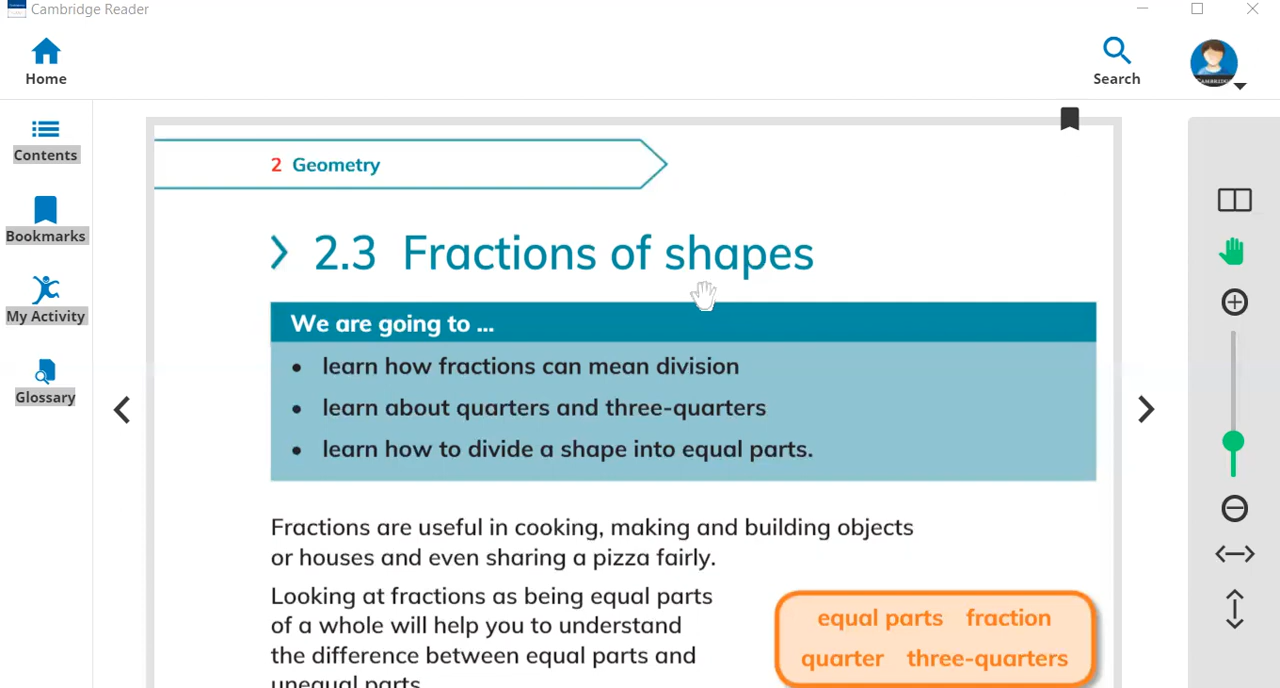 Cambridge Reader
Home
Search
Contents
Bookmarks
My Activity
Glossary
2 Geometry
2.3 Fractions of shapes
We are going to ...
• learn how fractions can mean division
• learn about quarters and three-quarters
• learn how to divide a shape into equal parts.
Fractions are useful in cooking, making and building objects
or houses and even sharing a pizza fairly.
Looking at fractions as being equal parts
of a whole will help you to understand
the difference between equal parts and
unequal parts
equal parts fraction
quarter three-quarters